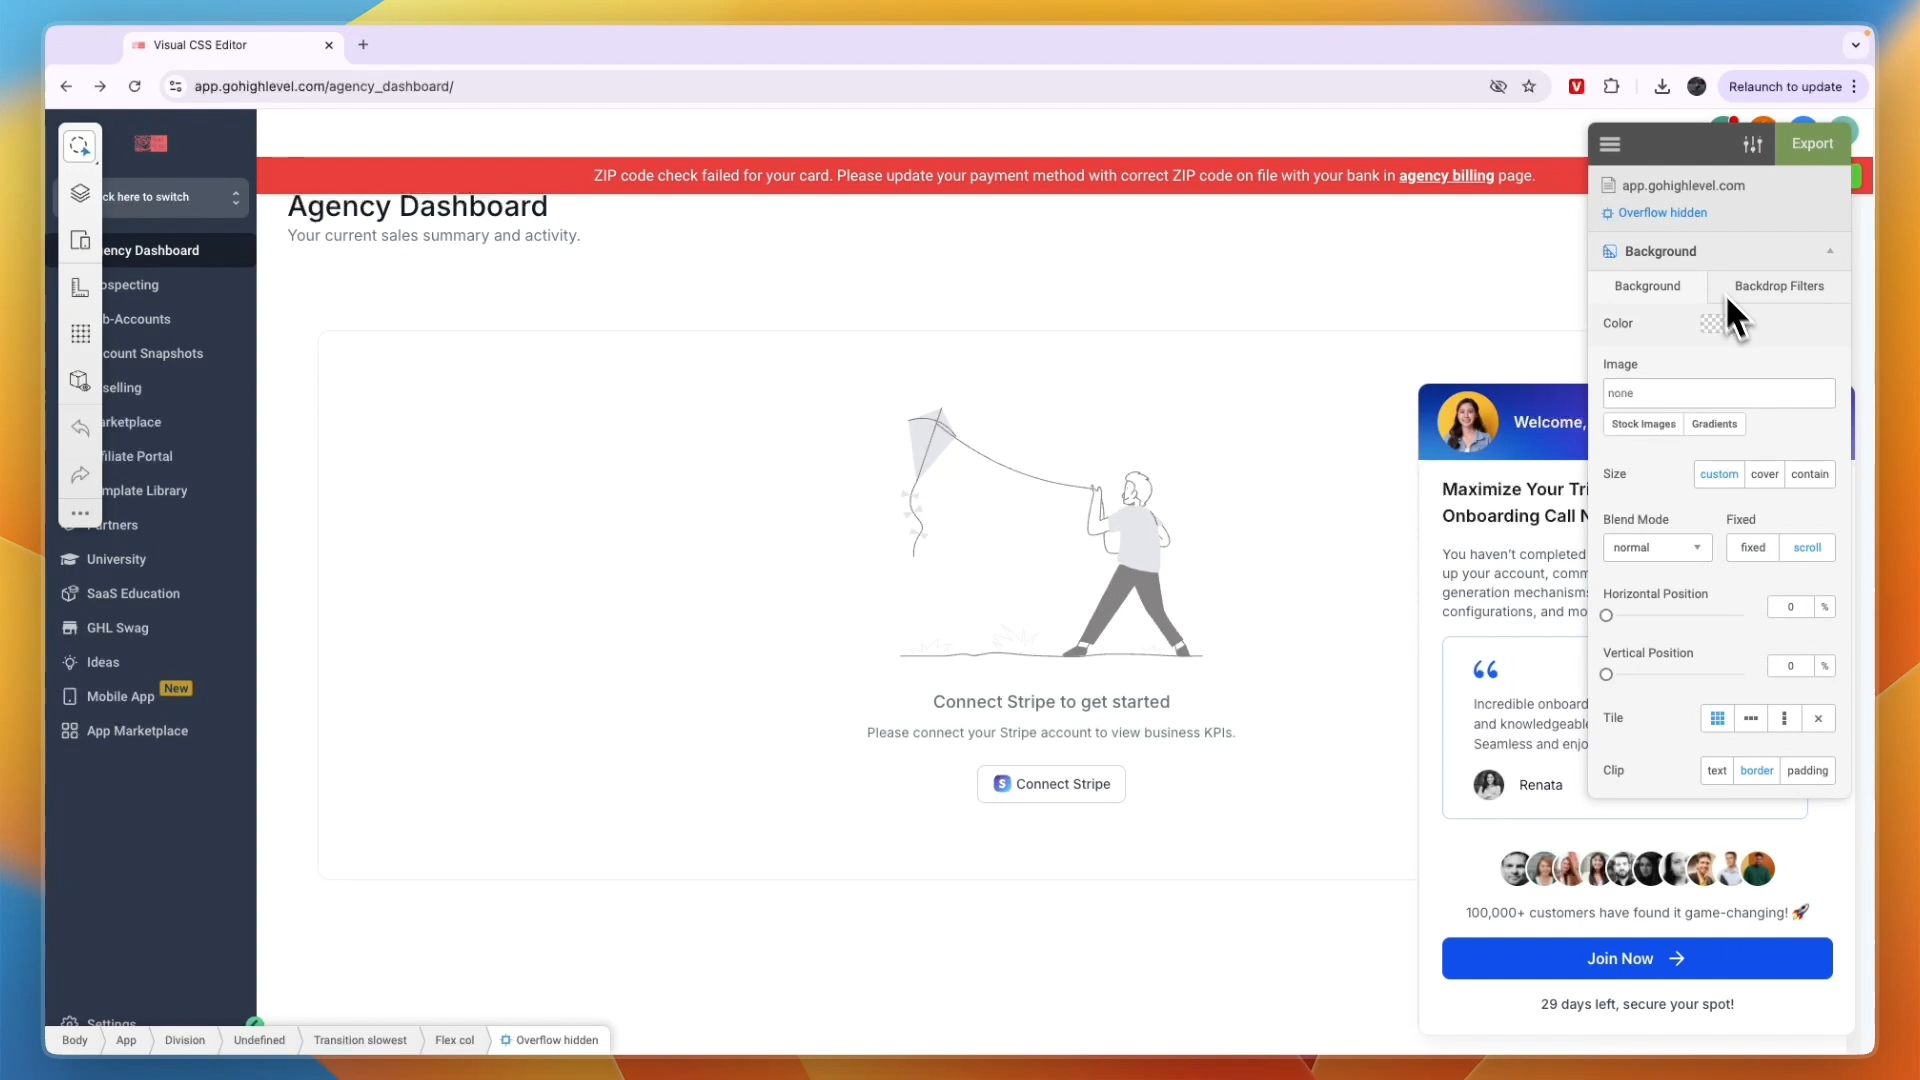 Visual CSS Editor
app.gohighlevel.com/agency_dashboard/
Relaunch to update
ck here to switch
ency Dashboard
ospecting
b-Accounts
count Snapshots
selling
arketplace
filiate Portal
mplate Library
artners
University
SaaS Education
GHL Swag
Ideas
Mobile App New
App Marketplace
Settings
ZIP code check failed for your card. Please update your payment method with correct ZIP code on file with your bank in agency billing page.
Agency Dashboard
Your current sales summary and activity.
Connect Stripe to get started
Please connect your Stripe account to view business KPIs.
S Connect Stripe
Welcome,
Maximize Your Tri
Onboarding Call N
You haven't completed
up your account, comm
generation mechanisms
configurations, and mo
Incredible onboard
and knowledgeable
Seamless and enjo
Renata
100,000+ customers have found it game-changing! 🚀
Join Now →
29 days left, secure your spot!
Export
app.gohighlevel.com
Overflow hidden
Background
Background Backdrop Filters
Color
Image
none
Stock Images Gradients
Size custom cover contain
Blend Mode Fixed
normal fixed scroll
Horizontal Position
0 %
Vertical Position
0 %
Tile
Clip text border padding
Body App Division Undefined Transition slowest Flex col Overflow hidden